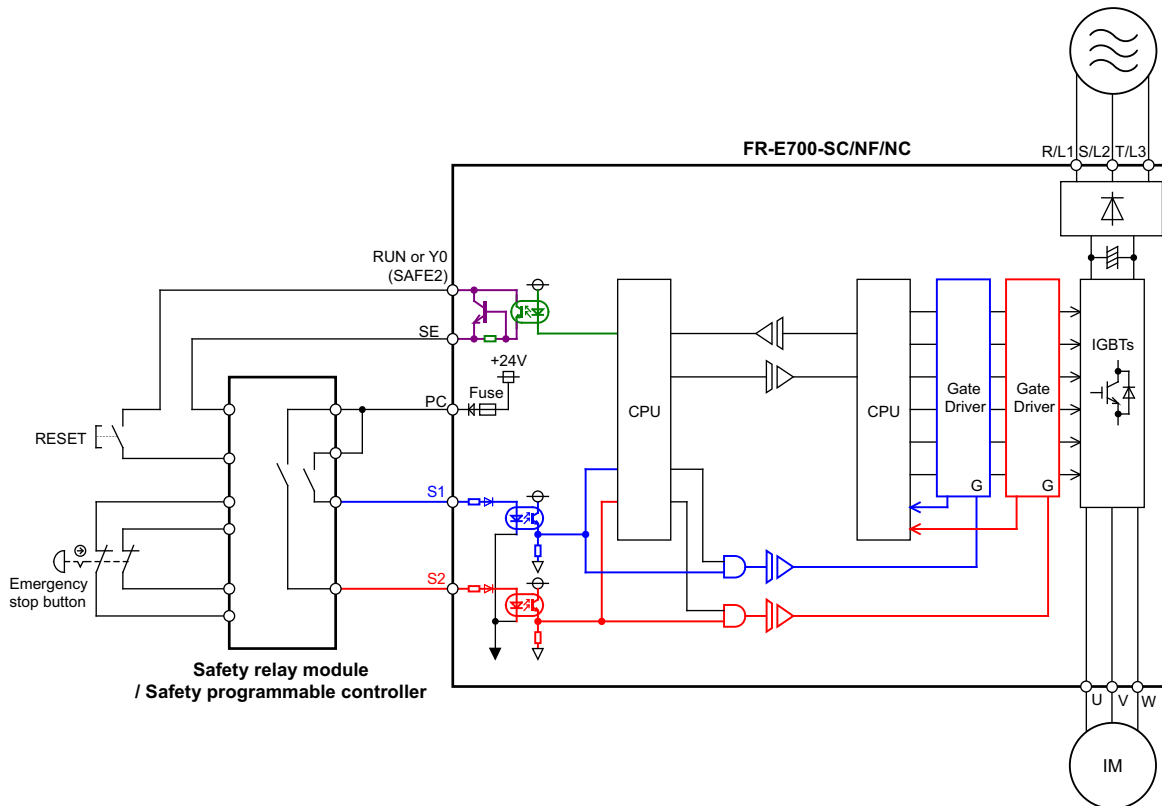 FR-E700-SC/NF/NC
R/L1 S/L2 T/L3
RUN or Y0
(SAFE2)
SE
+24V
Fuse
PC
RESET
CPU
CPU
Gate
Driver
Gate
Driver
IGBTs
G
G
S1
S2
Emergency
stop button
Safety relay module
/ Safety programmable controller
U
V
W
IM